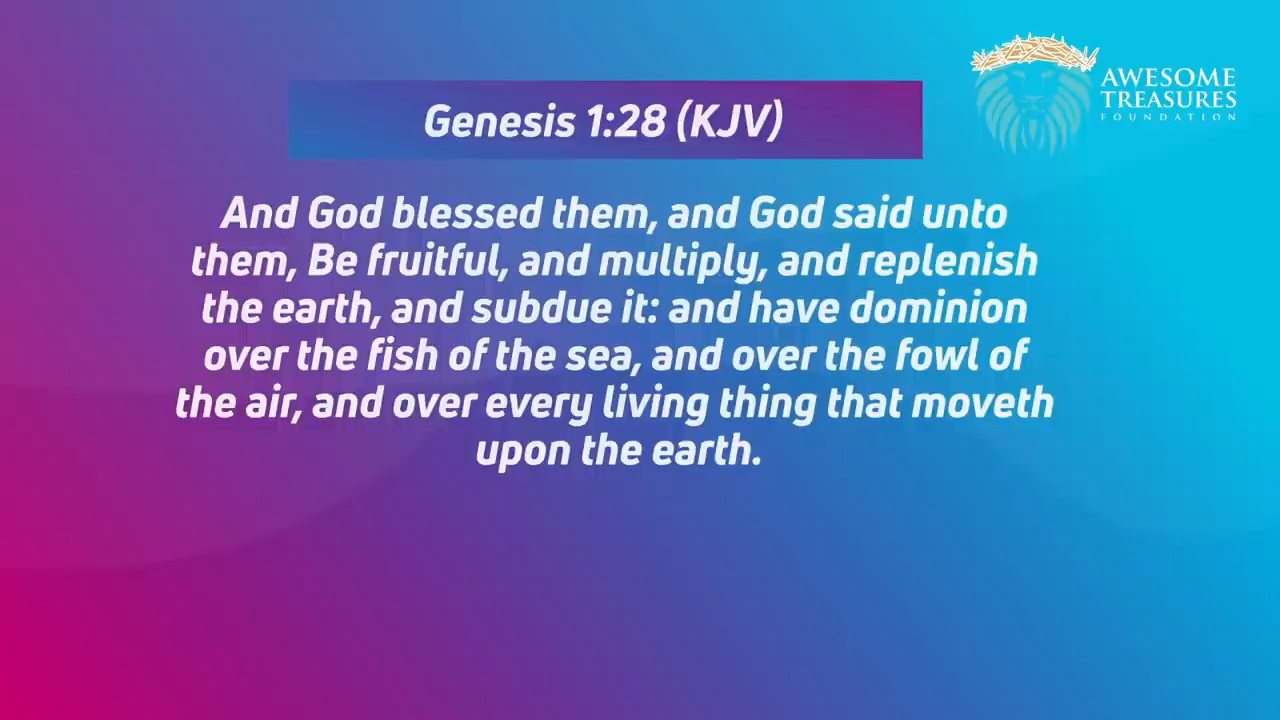 Genesis 1:28 (KJV)
AWESOME
TREASURES
FOUNDATION
And God blessed them, and God said unto
them, Be fruitful, and multiply, and replenish
the earth, and subdue it: and have dominion
over the fish of the sea, and over the fowl of
the air, and over every living thing that moveth
upon the earth.